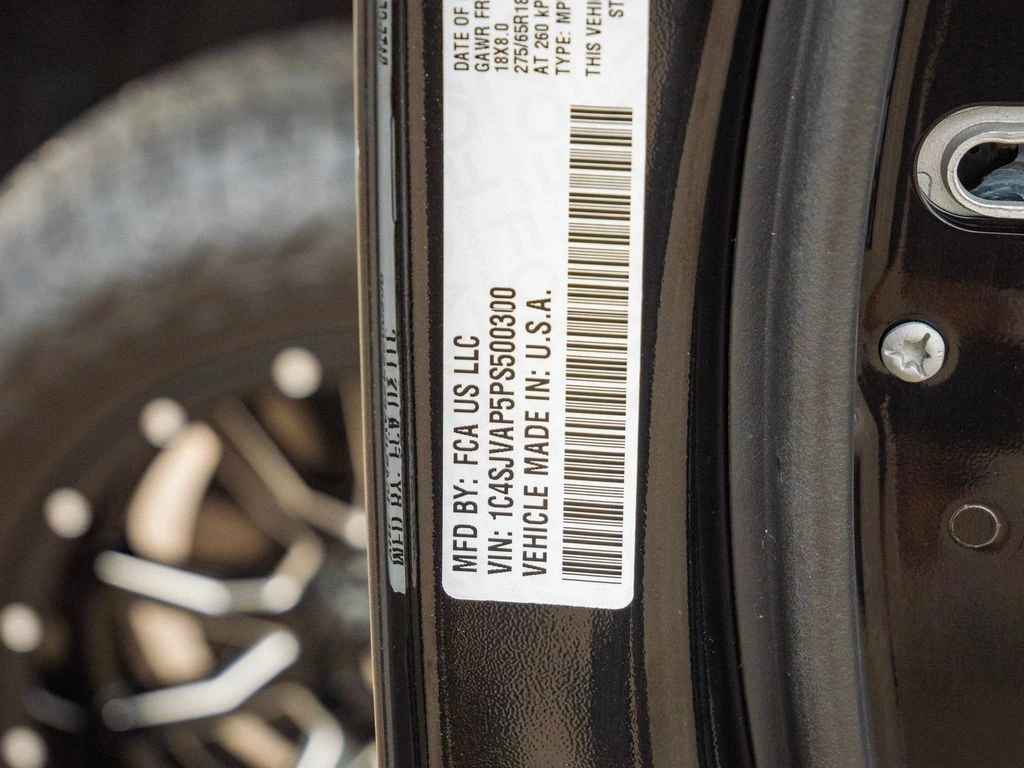 MFD BY: FCA US LLC
VIN: 1C4SJVAP5PS500300
VEHICLE MADE IN: U.S.A.
DATE OF
GAWR FR
18X8.0
275/65R18
AT 260 KP
TYPE: MP
THIS VEHI
ST